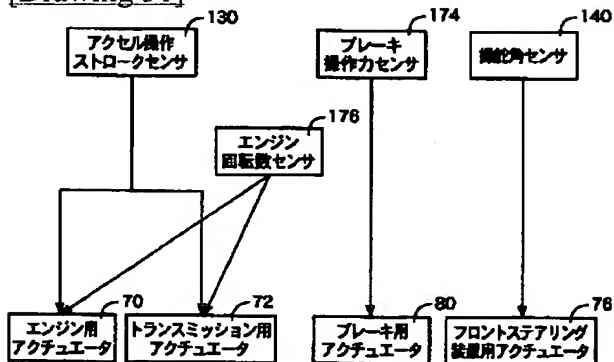 130
アクセル操作
ストロークセンサ
174
ブレーキ
操作力センサ
140
操舵角センサ
176
エンジン
回転数センサ
70
エンジン用
アクチュエータ
72
トランスミッション用
アクチュエータ
80
ブレーキ用
アクチュエータ
76
フロントステアリング
装置用アクチュエータ